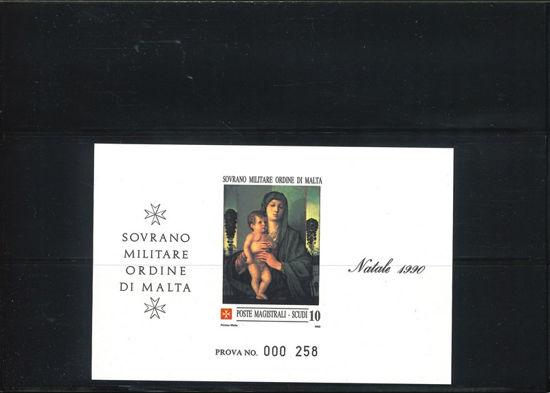 SOVRANO
MILITARE
ORDINE
DI MALTA
SOVRANO MILITARE ORDINE DI MALTA
POSTE MAGISTRALI - SCUDI 10
1990
PROVA NO. 000 258
Natale 1990